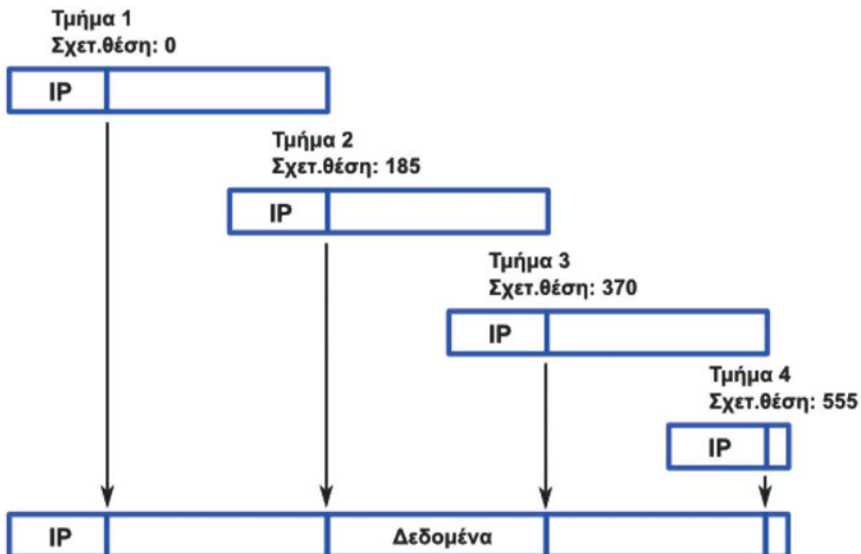 Τμήμα 1
Σχετ.θέση: 0
IP
Τμήμα 2
Σχετ.θέση: 185
IP
Τμήμα 3
Σχετ.θέση: 370
IP
Τμήμα 4
Σχετ.θέση: 555
IP
IP Δεδομένα